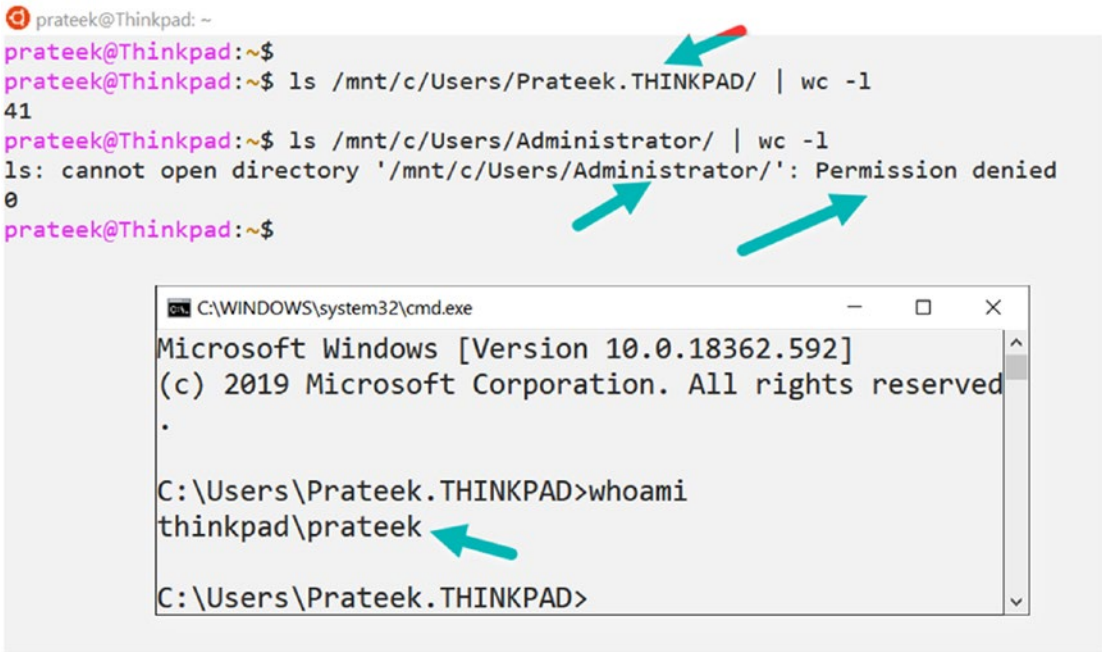 prateek@Thinkpad: ~
prateek@Thinkpad:~$
prateek@Thinkpad:~$ ls /mnt/c/Users/Prateek.THINKPAD/ | wc -l
41
prateek@Thinkpad:~$ ls /mnt/c/Users/Administrator/ | wc -l
ls: cannot open directory '/mnt/c/Users/Administrator/': Permission denied
0
prateek@Thinkpad:~$
C:\WINDOWS\system32\cmd.exe
Microsoft Windows [Version 10.0.18362.592]
(c) 2019 Microsoft Corporation. All rights reserved
.
C:\Users\Prateek.THINKPAD>whoami
thinkpad\prateek
C:\Users\Prateek.THINKPAD>